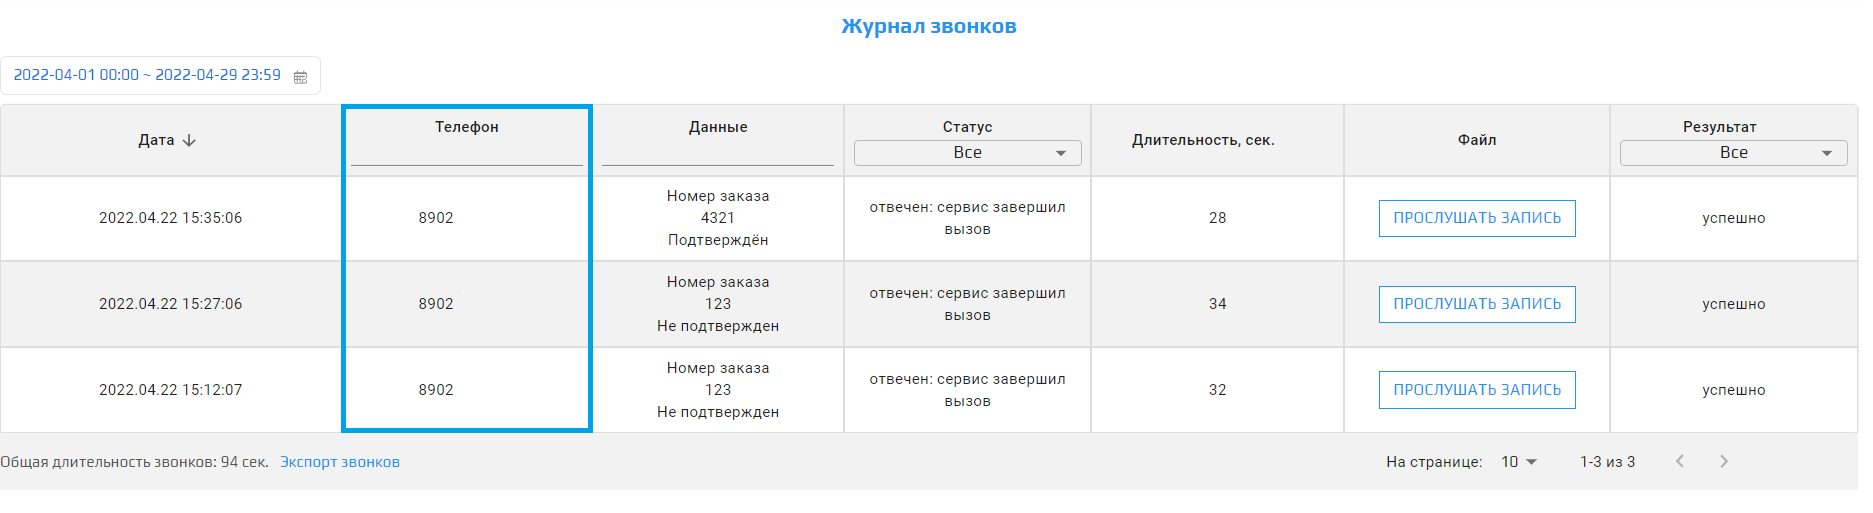 Журнал звонков
2022-04-01 00:00 ~ 2022-04-29 23:59
Дата Телефон Данные Статус Длительность, сек. Файл Результат
Все Все
2022.04.22 15:35:06 8902 Номер заказа 4321 Подтверждён отвечен: сервис завершил вызов 28 ПРОСЛУШАТЬ ЗАПИСЬ успешно
2022.04.22 15:27:06 8902 Номер заказа 123 Не подтвержден отвечен: сервис завершил вызов 34 ПРОСЛУШАТЬ ЗАПИСЬ успешно
2022.04.22 15:12:07 8902 Номер заказа 123 Не подтвержден отвечен: сервис завершил вызов 32 ПРОСЛУШАТЬ ЗАПИСЬ успешно
Общая длительность звонков: 94 сек. Экспорт звонков На странице: 10 1-3 из 3